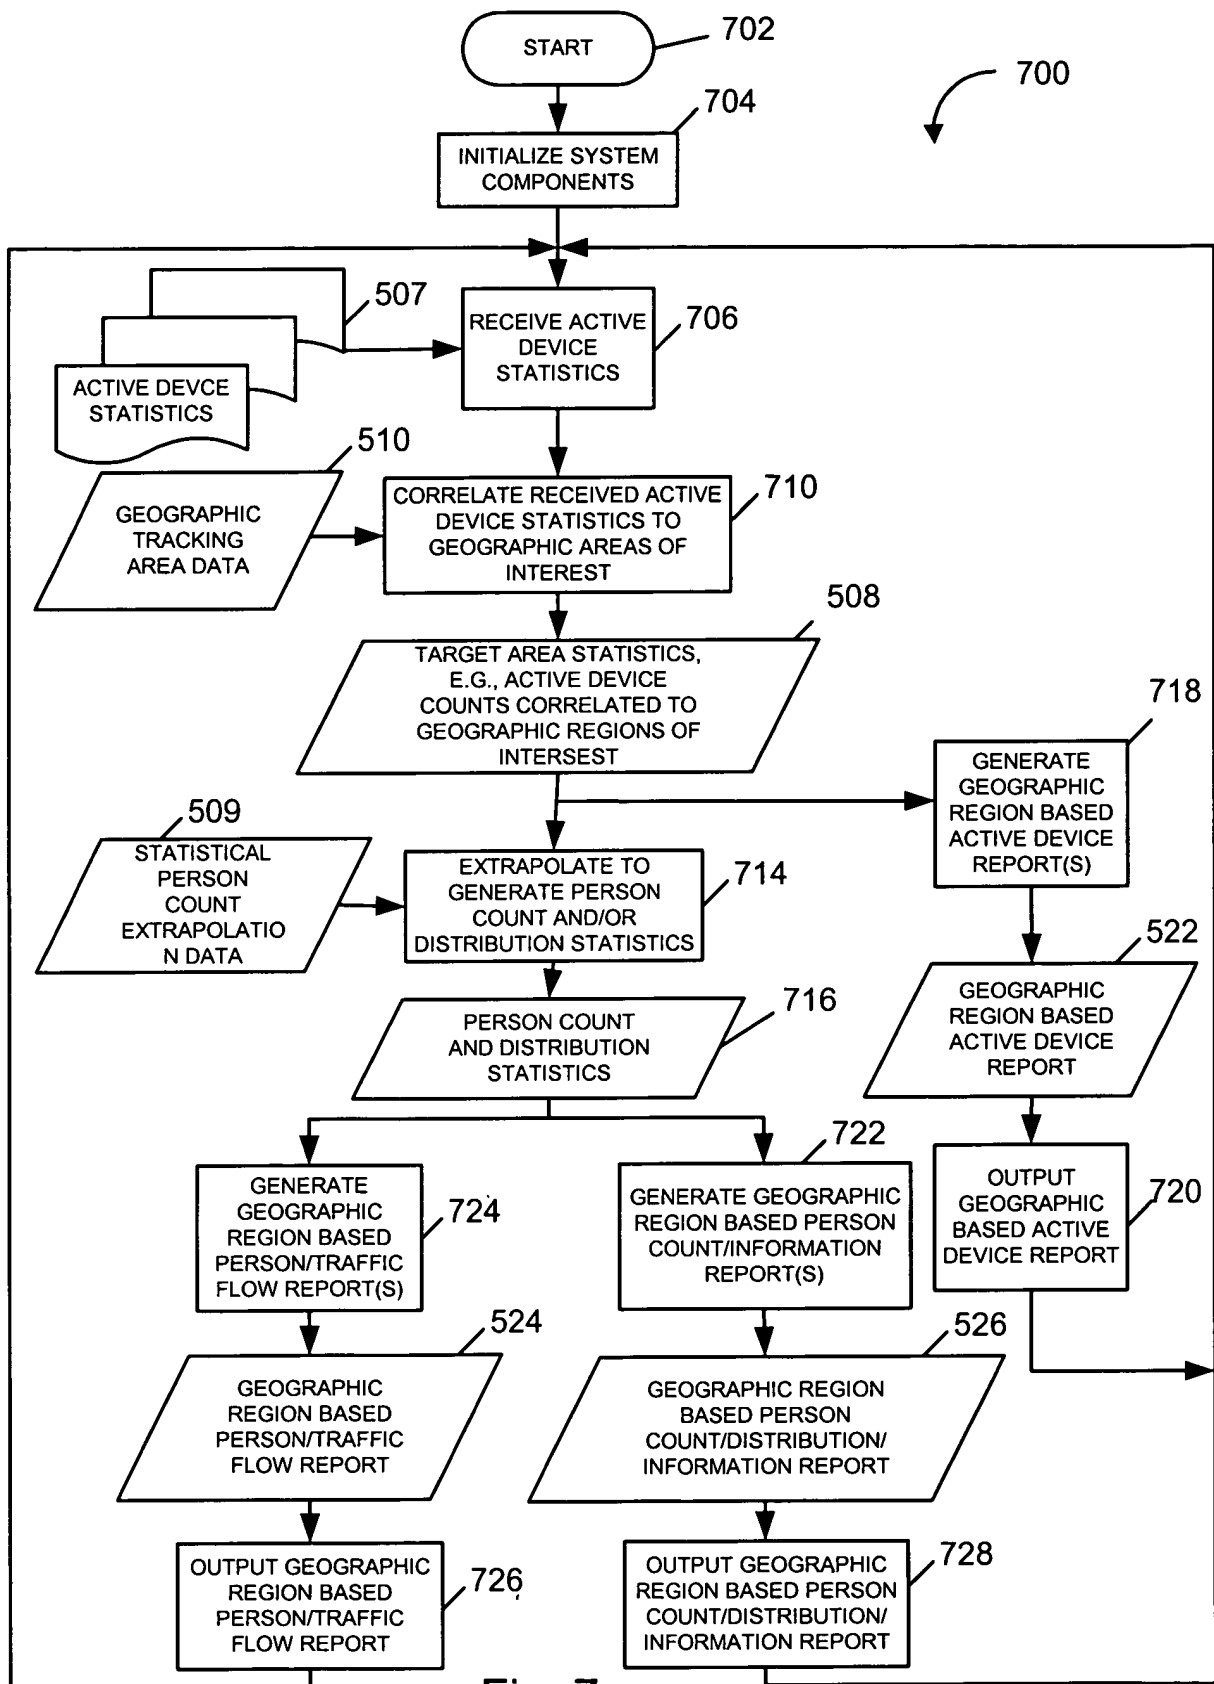 START
702
700
704
INITIALIZE SYSTEM
COMPONENTS
507
RECEIVE ACTIVE
DEVICE
STATISTICS
706
ACTIVE DEVCE
STATISTICS
510
GEOGRAPHIC
TRACKING
AREA DATA
CORRELATE RECEIVED ACTIVE
DEVICE STATISTICS TO
GEOGRAPHIC AREAS OF
INTEREST
710
508
TARGET AREA STATISTICS,
E.G., ACTIVE DEVICE
COUNTS CORRELATED TO
GEOGRAPHIC REGIONS OF
INTERSEST
718
GENERATE
GEOGRAPHIC
REGION BASED
ACTIVE DEVICE
REPORT(S)
509
STATISTICAL
PERSON
COUNT
EXTRAPOLATIO
N DATA
EXTRAPOLATE TO
GENERATE PERSON
COUNT AND/OR
DISTRIBUTION STATISTICS
714
522
GEOGRAPHIC
REGION BASED
ACTIVE DEVICE
REPORT
716
PERSON COUNT
AND DISTRIBUTION
STATISTICS
722
GENERATE
GEOGRAPHIC
REGION BASED
PERSON/TRAFFIC
FLOW REPORT(S)
724
GENERATE GEOGRAPHIC
REGION BASED PERSON
COUNT/INFORMATION
REPORT(S)
OUTPUT
GEOGRAPHIC
BASED ACTIVE
DEVICE REPORT
720
524
GEOGRAPHIC
REGION BASED
PERSON/TRAFFIC
FLOW REPORT
526
GEOGRAPHIC REGION
BASED PERSON
COUNT/DISTRIBUTION/
INFORMATION REPORT
OUTPUT GEOGRAPHIC
REGION BASED
PERSON/TRAFFIC
FLOW REPORT
726
OUTPUT GEOGRAPHIC
REGION BASED PERSON
COUNT/DISTRIBUTION/
INFORMATION REPORT
728